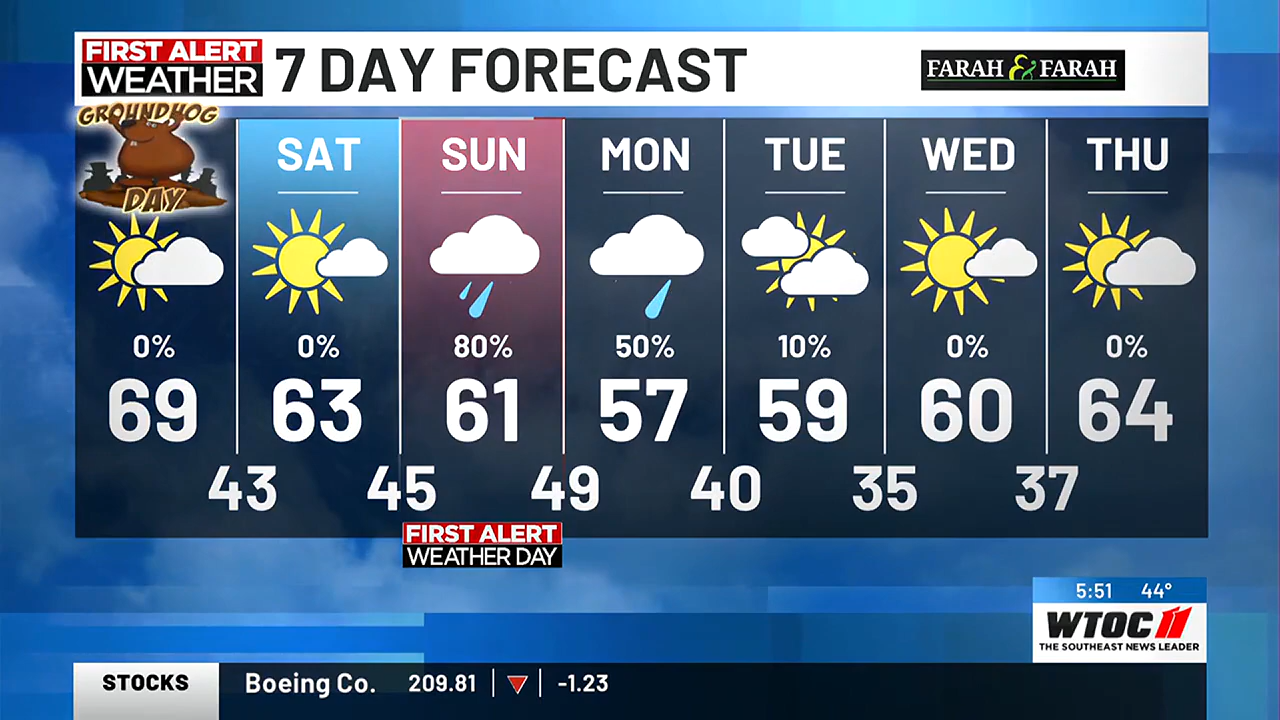 FIRST ALERT
WEATHER
7 DAY FORECAST
FARAH & FARAH
GROUNDHOG
DAY
SAT
SUN
MON
TUE
WED
THU
0%
0%
80%
50%
10%
0%
0%
69
63
61
57
59
60
64
43
45
49
40
35
37
FIRST ALERT
WEATHER DAY
5:51 44°
WTOC 11
THE SOUTHEAST NEWS LEADER
STOCKS
Boeing Co. 209.81 -1.23